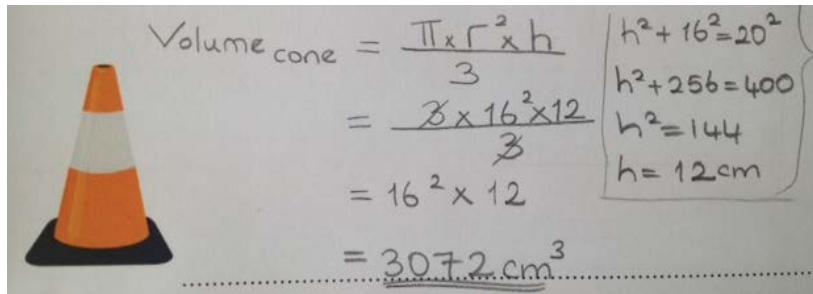 Volume cone = π x r² x h / 3
= 3 x 16² x 12 / 3
= 16² x 12
= 3072 cm³
h² + 16² = 20²
h² + 256 = 400
h² = 144
h = 12 cm